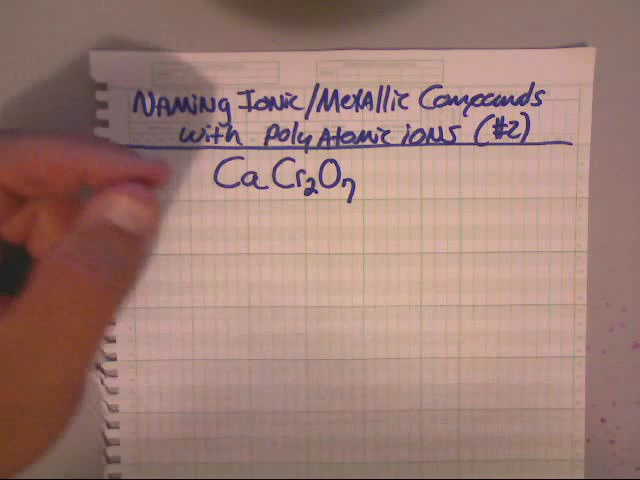 Naming Ionic/Metallic Compounds
with Polyatomic ions (#2)
CaCr₂O₇